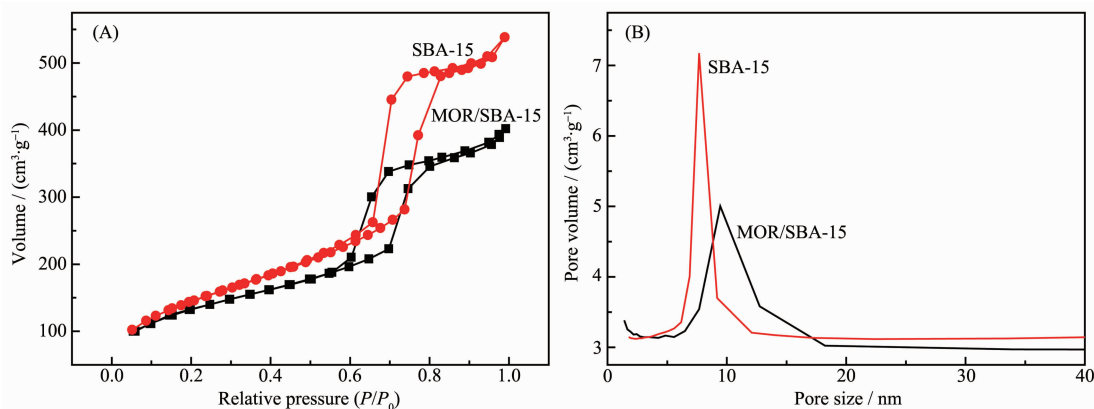 (A)
SBA-15
MOR/SBA-15
500
400
300
200
100
Volume / (cm³·g⁻¹)
0.0 0.2 0.4 0.6 0.8 1.0
Relative pressure (P/P₀)
(B)
SBA-15
MOR/SBA-15
7
6
5
4
3
Pore volume / (cm³·g⁻¹)
0 10 20 30 40
Pore size / nm